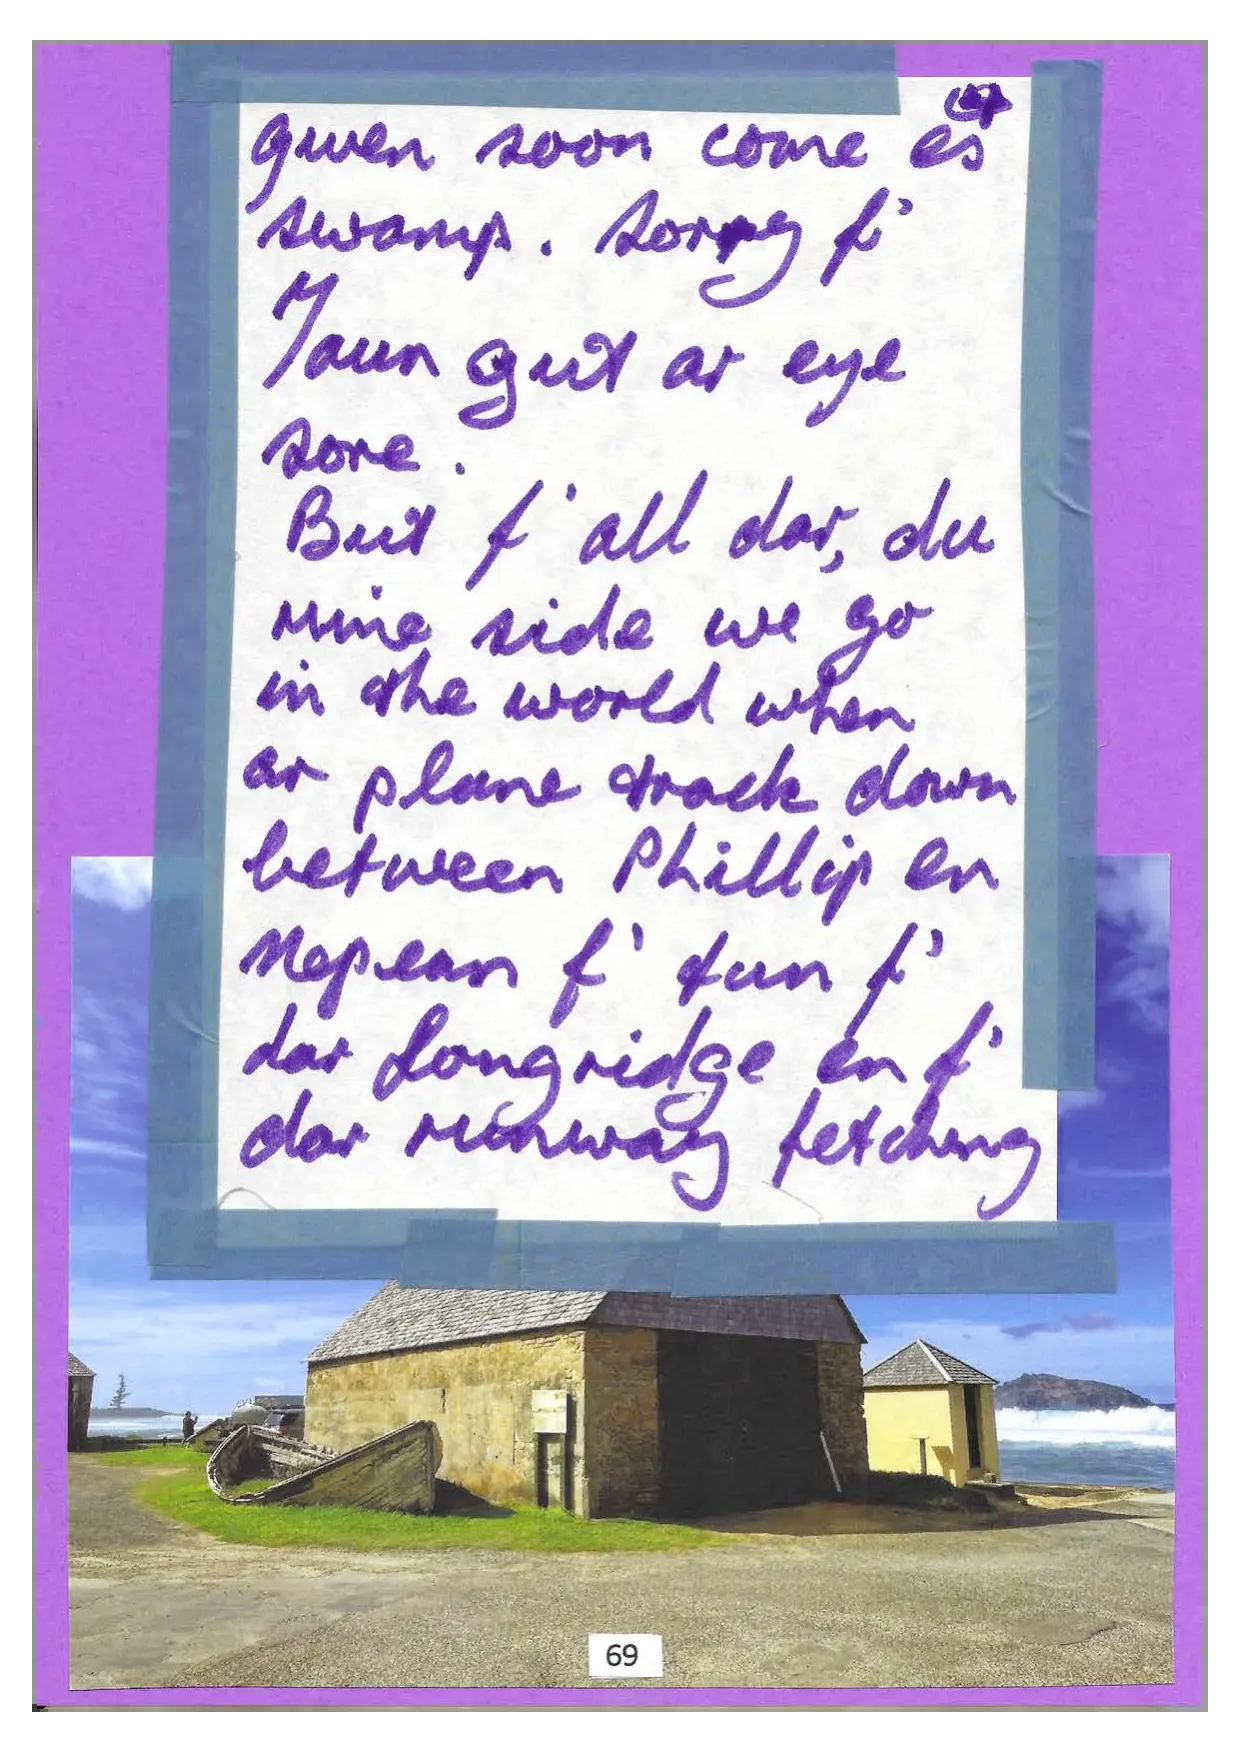 gwen soon come es
swamp. Sorry f'
Taun gut ar eye
sore.
But f' all dar, du
mine side we go
in the world when
ar plane track down
between Phillip en
Nepean f' tun f'
dar Longridge en f'
dar runway fetching
69